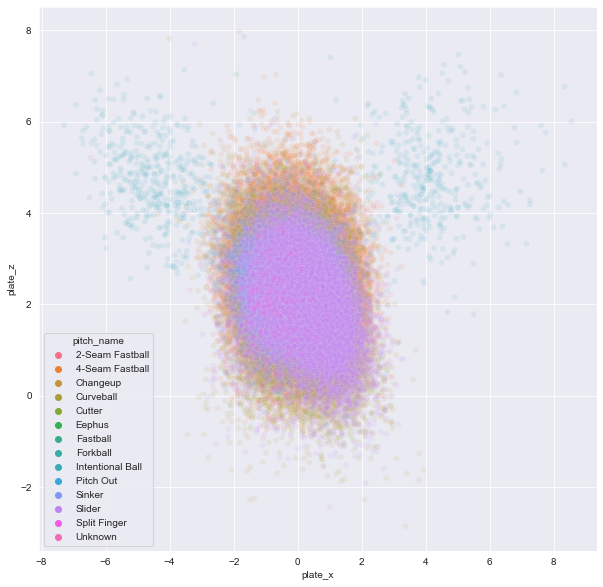 8
6
4
2
0
−2
plate_z
pitch_name
2-Seam Fastball
4-Seam Fastball
Changeup
Curveball
Cutter
Eephus
Fastball
Forkball
Intentional Ball
Pitch Out
Sinker
Slider
Split Finger
Unknown
−8 −6 −4 −2 0 2 4 6 8
plate_x